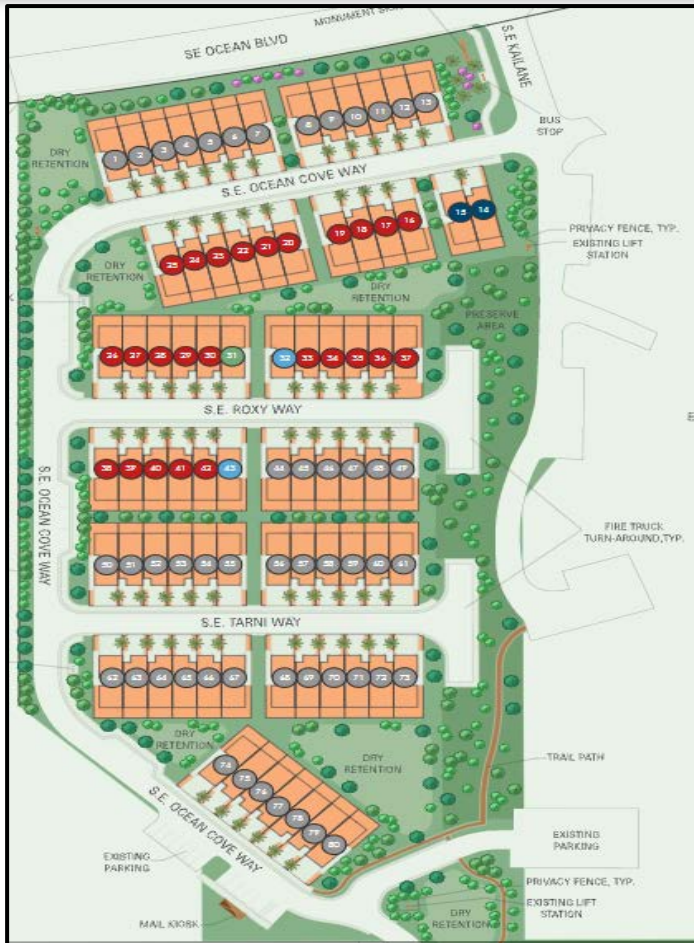 MONUMENT SIGN
SE OCEAN BLVD
S.E KAILANE
BUS
STOP
DRY
RETENTION
1 2 3 4 5 6 7
8 9 10 11 12 13
S.E. OCEAN COVE WAY
15 14
19 18 17 16
25 24 23 22 21 20
PRIVACY FENCE, TYP.
EXISTING LIFT
STATION
DRY
RETENTION
DRY
RETENTION
PRESERVE
AREA
26 27 28 29 30 31
32 33 34 35 36 37
S.E. ROXY WAY
38 39 40 41 42 43
44 45 46 47 48 49
S.E. OCEAN COVE WAY
FIRE TRUCK
TURN-AROUND, TYP.
50 51 52 53 54 55
56 57 58 59 60 61
S.E. TARNI WAY
62 63 64 65 66 67
68 69 70 71 72 73
DRY
RETENTION
DRY
RETENTION
TRAIL PATH
74 75 76 77 78 79 80
S.E. OCEAN COVE WAY
EXISTING
PARKING
EXISTING
PARKING
MAIL KIOSK
PRIVACY FENCE, TYP.
EXISTING LIFT
STATION
DRY
RETENTION